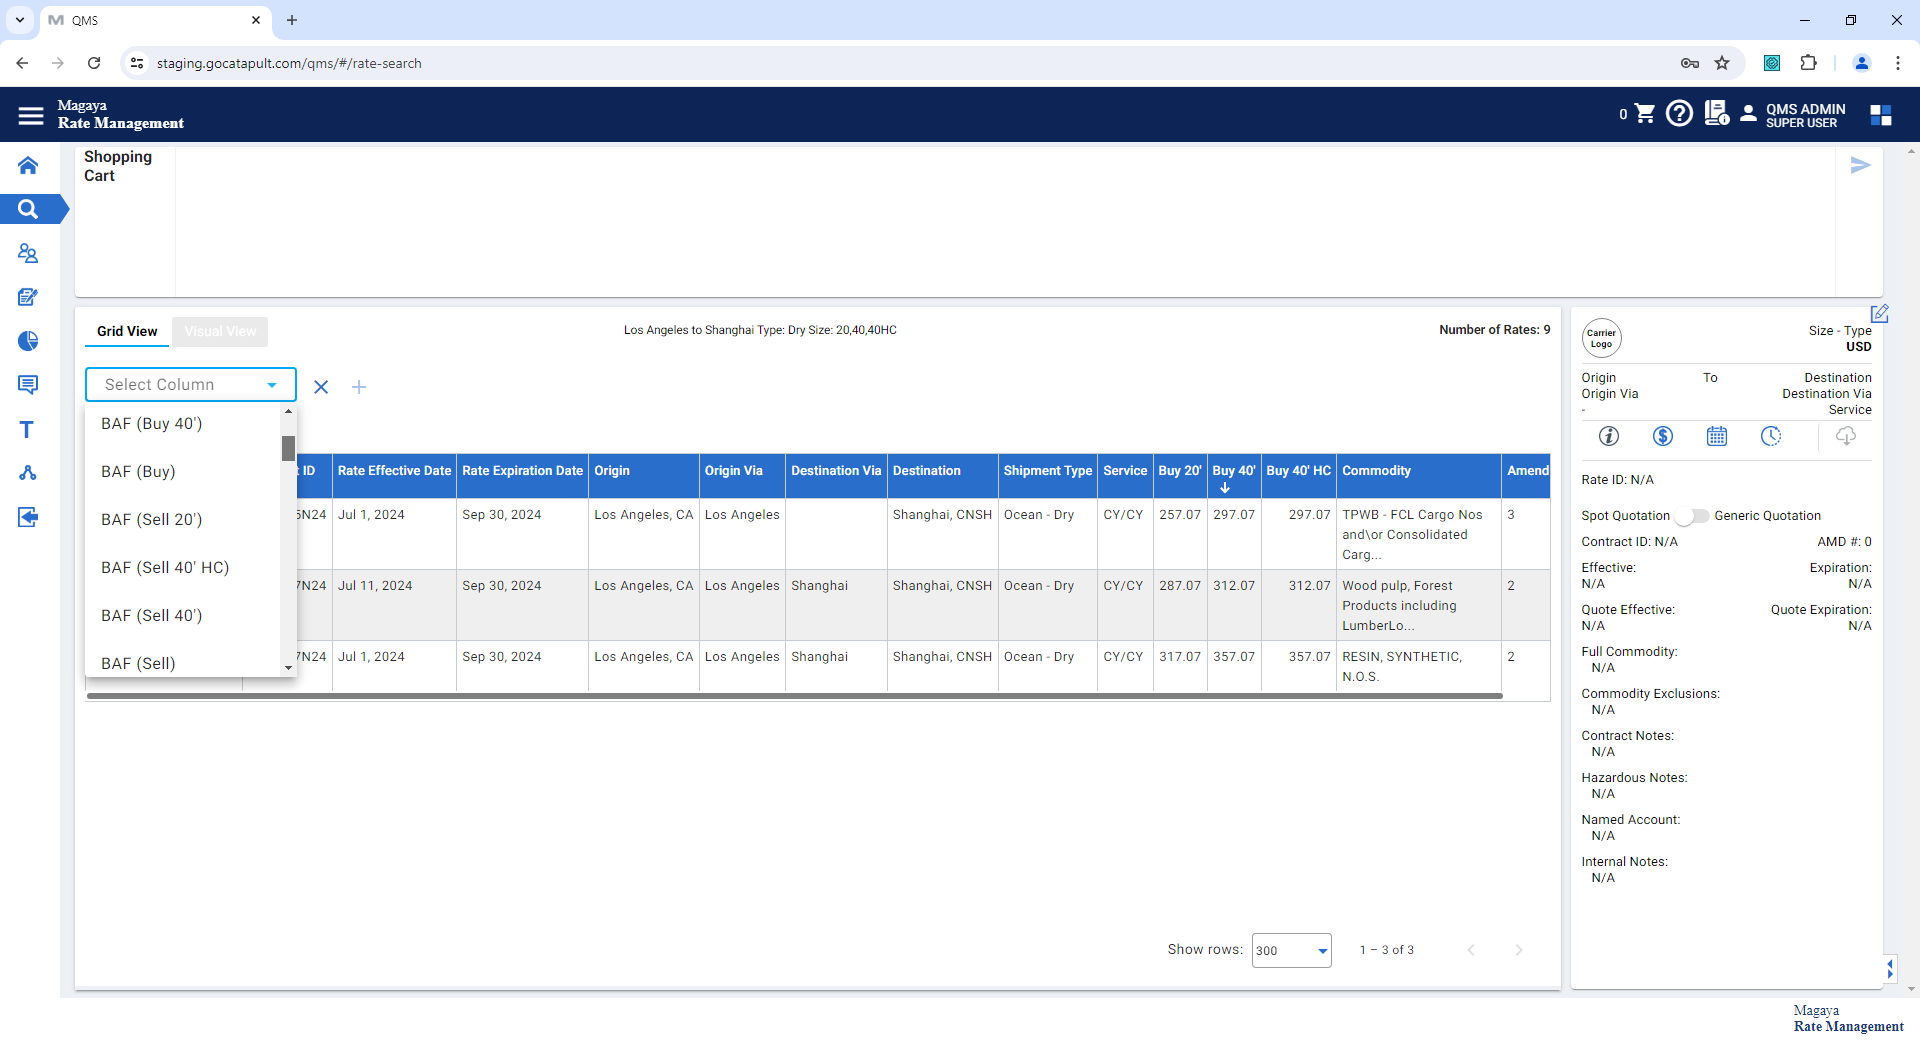 QMS
staging.gocatapult.com/qms/#/rate-search
Magaya
Rate Management
0
QMS ADMIN
SUPER USER
Shopping
Cart
Grid View
Visual View
Los Angeles to Shanghai Type: Dry Size: 20,40,40HC
Number of Rates: 9
Select Column
BAF (Buy 40')
BAF (Buy)
BAF (Sell 20')
BAF (Sell 40' HC)
BAF (Sell 40')
BAF (Sell)
ID Rate Effective Date Rate Expiration Date Origin Origin Via Destination Via Destination Shipment Type Service Buy 20' Buy 40' Buy 40' HC Commodity Amend
N24 Jul 1, 2024 Sep 30, 2024 Los Angeles, CA Los Angeles Shanghai, CNSH Ocean - Dry CY/CY 257.07 297.07 297.07 TPWB - FCL Cargo Nos 3
and\or Consolidated
Carg...
7N24 Jul 11, 2024 Sep 30, 2024 Los Angeles, CA Los Angeles Shanghai Shanghai, CNSH Ocean - Dry CY/CY 287.07 312.07 312.07 Wood pulp, Forest 2
Products including
LumberLo...
7N24 Jul 1, 2024 Sep 30, 2024 Los Angeles, CA Los Angeles Shanghai Shanghai, CNSH Ocean - Dry CY/CY 317.07 357.07 357.07 RESIN, SYNTHETIC, 2
N.O.S.
Show rows: 300 1 – 3 of 3
Carrier
Logo
Size - Type
USD
Origin To Destination
Origin Via Destination Via
- Service
Rate ID: N/A
Spot Quotation Generic Quotation
Contract ID: N/A AMD #: 0
Effective: Expiration:
N/A N/A
Quote Effective: Quote Expiration:
N/A N/A
Full Commodity:
N/A
Commodity Exclusions:
N/A
Contract Notes:
N/A
Hazardous Notes:
N/A
Named Account:
N/A
Internal Notes:
N/A
Magaya
Rate Management